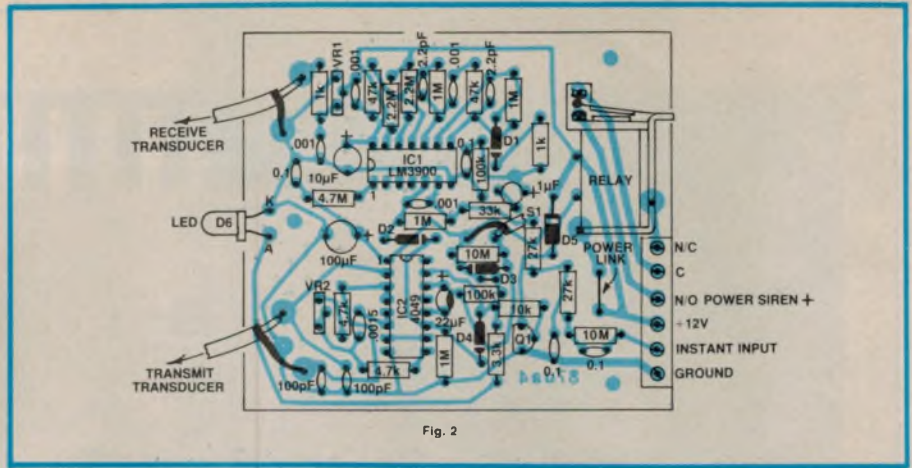 1k
VR1
.001
47k
2.2M
2.2M
2.2pF
1M
.001
47k
2.2pF
1M
RECEIVE
TRANSDUCER
.001
0.1
10µF
+
IC1
LM3900
0.1
100k
D1
1k
RELAY
4.7M
1
.001
1µF
+
K
LED D6
A
1M
33k
S1
D2
100µF
+
10M
27k
D5
POWER
LINK
N/C
C
N/O POWER SIREN +
+12V
INSTANT INPUT
GROUND
D3
1
VR2
4.7k
.0015
IC2
4049
+
22µF
100k
10k
27k
10M
D4
Q1
TRANSMIT
TRANSDUCER
4.7k
1M
3.3k
0.1
0.1
100pF
100pF
Fig. 2